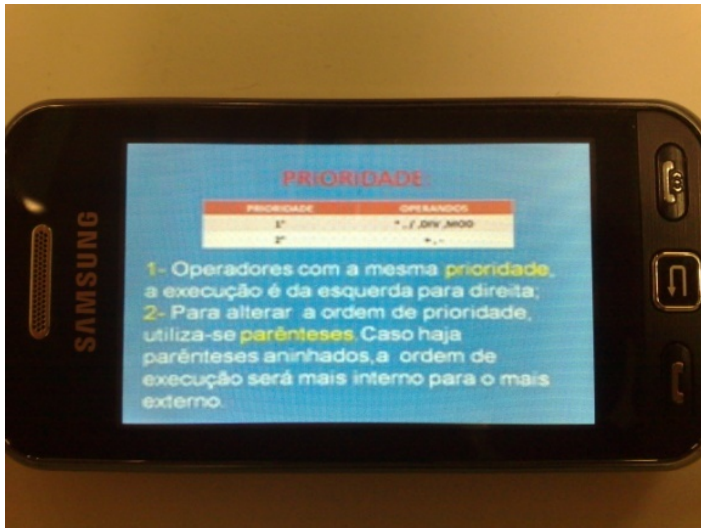 SAMSUNG
PRIORIDADE:
PRIORIDADE OPERANDOS
1º * , / ,DIV ,MOD
2º + , -
1- Operadores com a mesma prioridade,
a execução é da esquerda para direita;
2- Para alterar a ordem de prioridade,
utiliza-se parênteses.Caso haja
parênteses aninhados,a ordem de
execução será mais interno para o mais
externo.